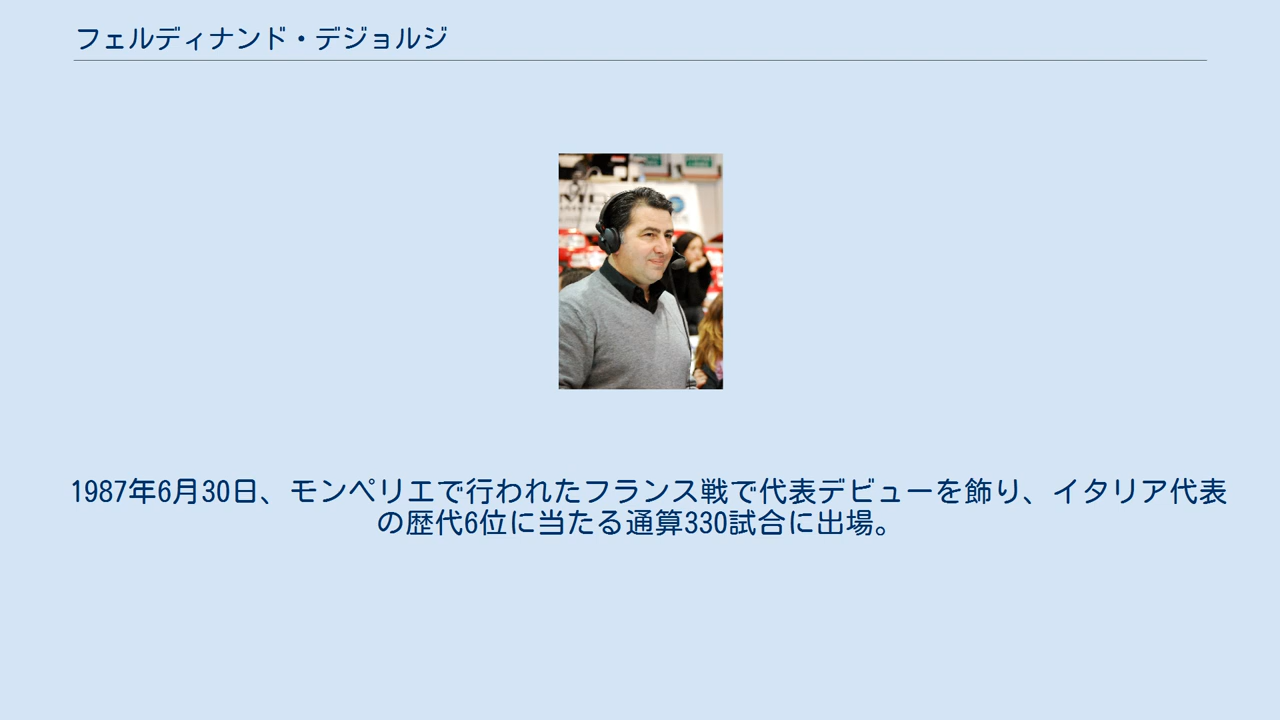 フェルディナンド・デジョルジ
1987年6月30日、モンペリエで行われたフランス戦で代表デビューを飾り、イタリア代表
の歴代6位に当たる通算330試合に出場。